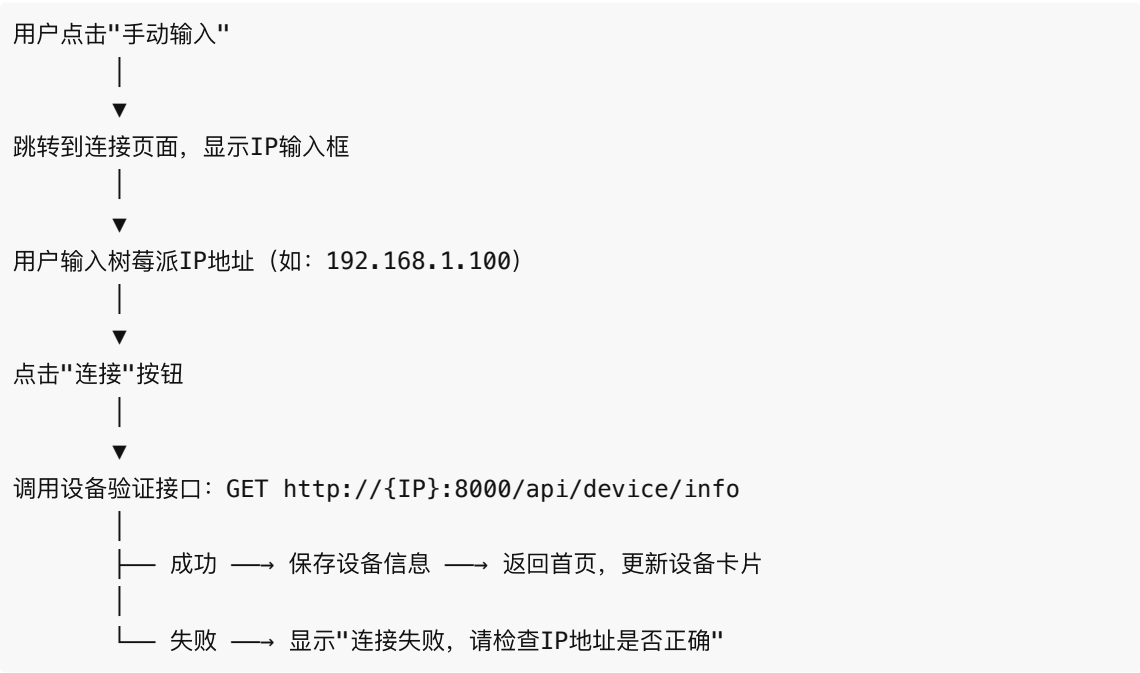 用户点击"手动输入"
│
▼
跳转到连接页面，显示IP输入框
│
▼
用户输入树莓派IP地址（如：192.168.1.100）
│
▼
点击"连接"按钮
│
▼
调用设备验证接口：GET http://{IP}:8000/api/device/info
│
├── 成功 ──→ 保存设备信息 ──→ 返回首页，更新设备卡片
│
└── 失败 ──→ 显示"连接失败，请检查IP地址是否正确"